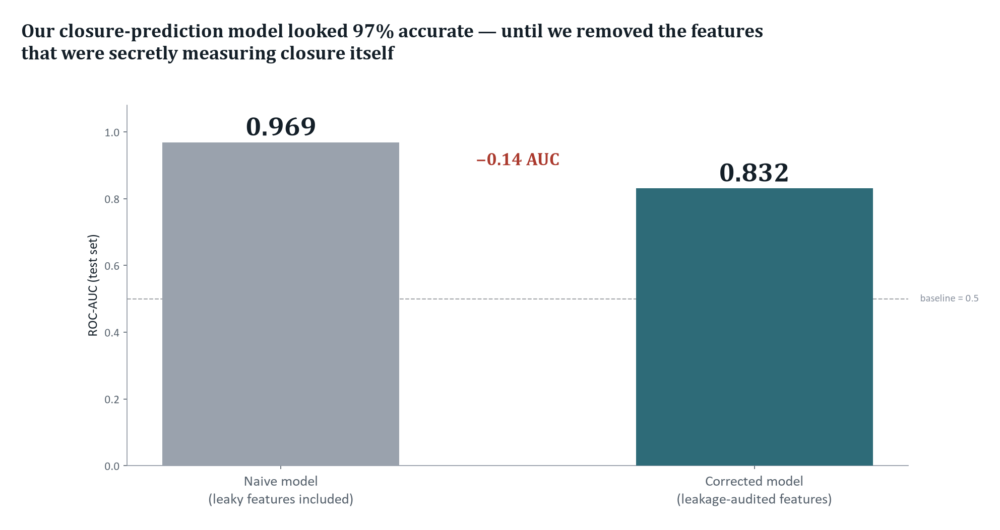 Our closure-prediction model looked 97% accurate — until we removed the features
that were secretly measuring closure itself
0.969
−0.14 AUC
0.832
1.0
0.8
0.6
0.4
0.2
0.0
ROC-AUC (test set)
baseline = 0.5
Naive model
(leaky features included)
Corrected model
(leakage-audited features)